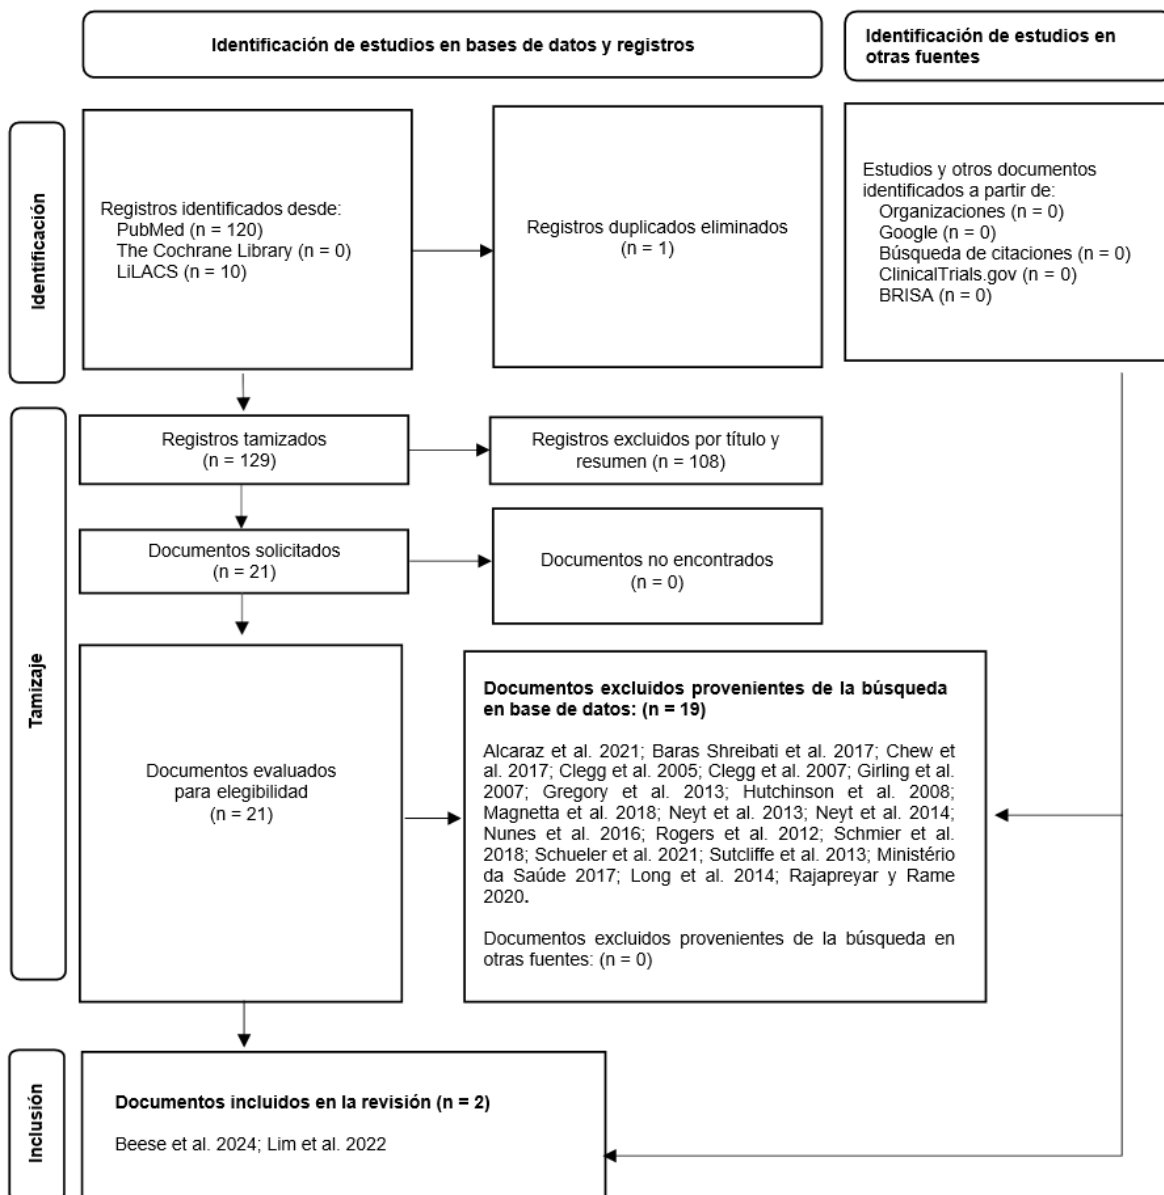 Identificación de estudios en bases de datos y registros
Identificación de estudios en
otras fuentes
Identificación
Registros identificados desde:
PubMed (n = 120)
The Cochrane Library (n = 0)
LiLACS (n = 10)
Registros duplicados eliminados
(n = 1)
Estudios y otros documentos
identificados a partir de:
Organizaciones (n = 0)
Google (n = 0)
Búsqueda de citaciones (n = 0)
ClinicalTrials.gov (n = 0)
BRISA (n = 0)
Tamizaje
Registros tamizados
(n = 129)
Registros excluidos por título y
resumen (n = 108)
Documentos solicitados
(n = 21)
Documentos no encontrados
(n = 0)
Documentos evaluados
para elegibilidad
(n = 21)
Documentos excluidos provenientes de la búsqueda
en base de datos: (n = 19)
Alcaraz et al. 2021; Baras Shreibati et al. 2017; Chew et
al. 2017; Clegg et al. 2005; Clegg et al. 2007; Girling et al.
2007; Gregory et al. 2013; Hutchinson et al. 2008;
Magnetta et al. 2018; Neyt et al. 2013; Neyt et al. 2014;
Nunes et al. 2016; Rogers et al. 2012; Schmier et al.
2018; Schueler et al. 2021; Sutcliffe et al. 2013; Ministério
da Saúde 2017; Long et al. 2014; Rajapreyar y Rame
2020.
Documentos excluidos provenientes de la búsqueda en
otras fuentes: (n = 0)
Inclusión
Documentos incluidos en la revisión (n = 2)
Beese et al. 2024; Lim et al. 2022